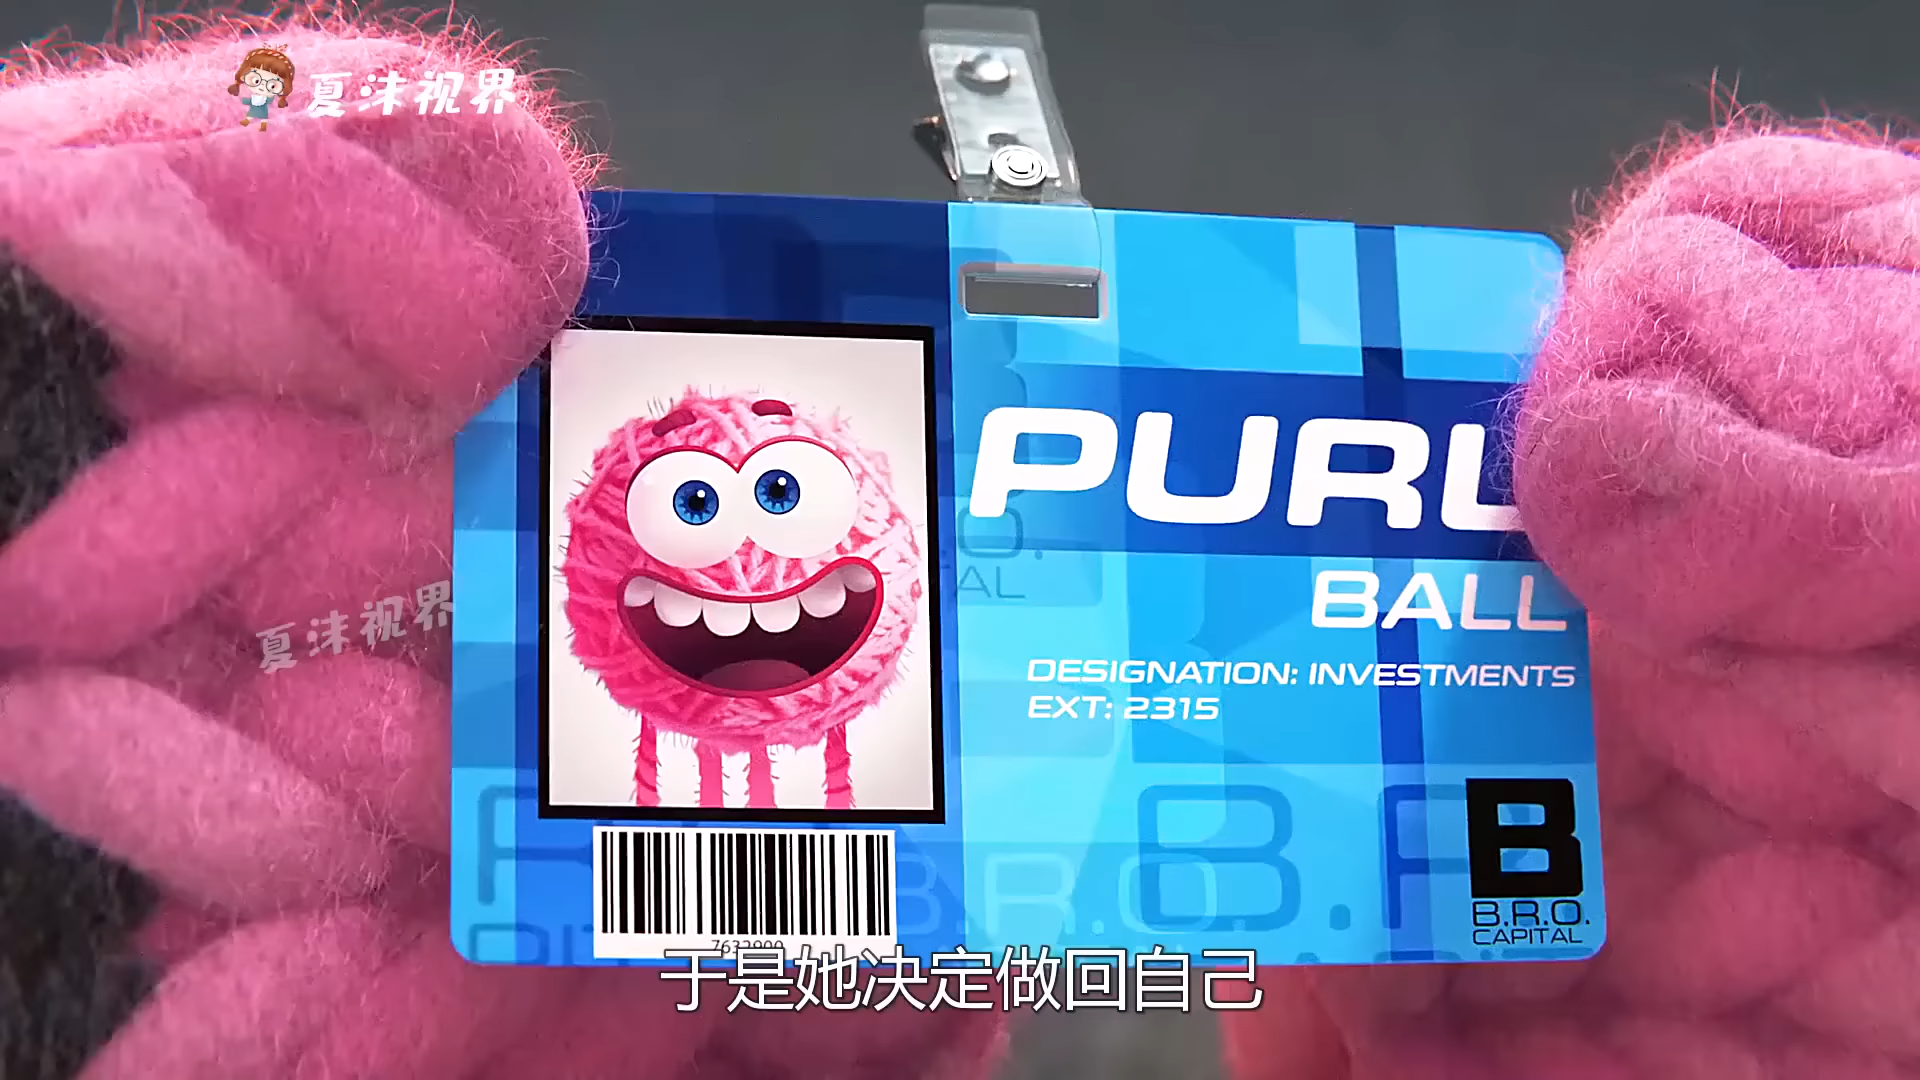 夏沫视界
PURL
BALL
夏沫视界
DESIGNATION: INVESTMENTS
EXT: 2315
B
B.R.O.
CAPITAL
B.R.O.
7632900
于是她决定做回自己